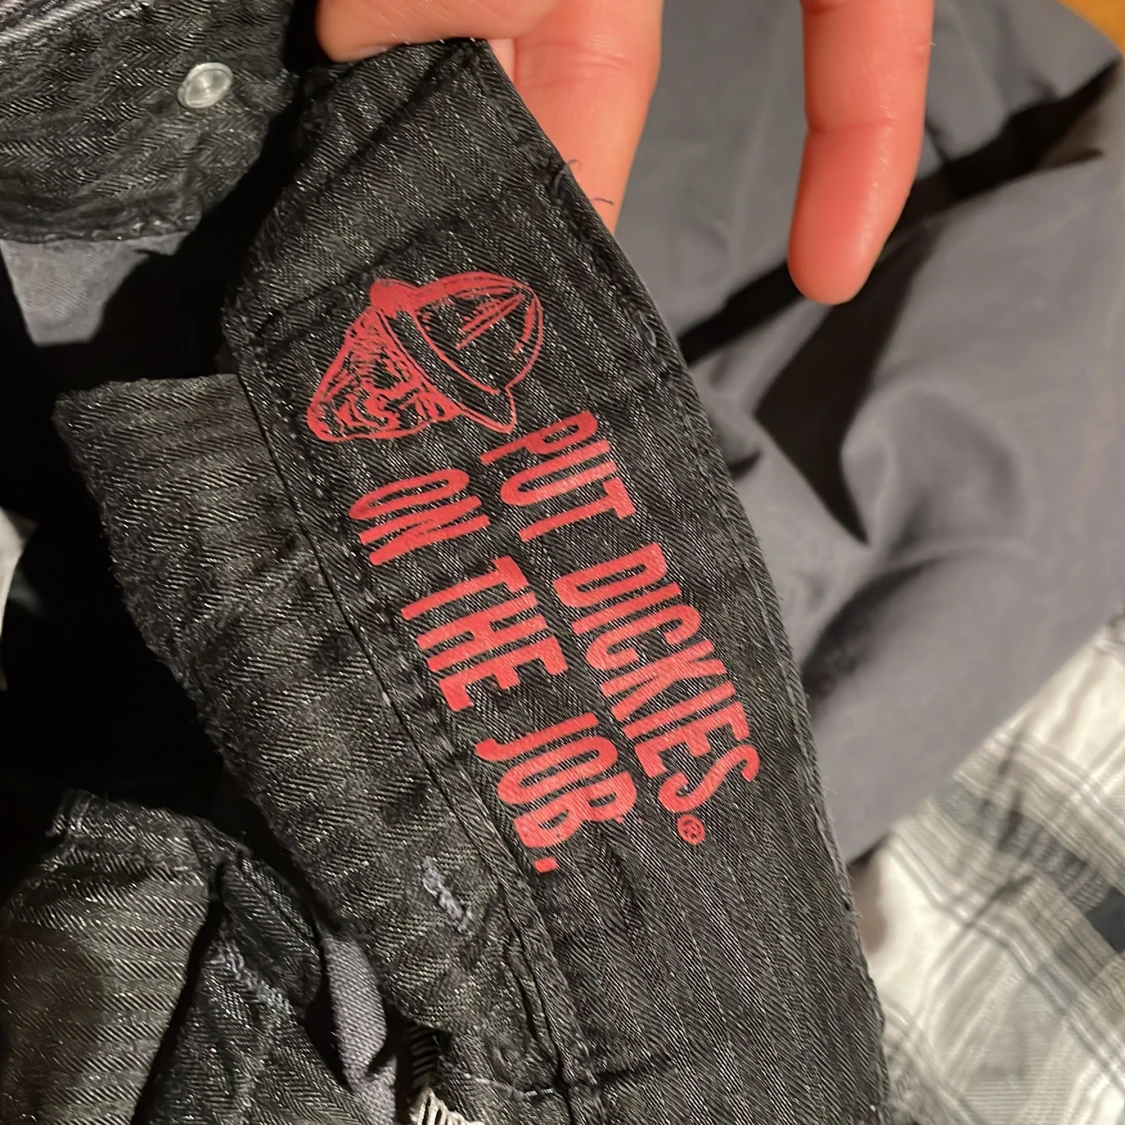 PUT DICKIES®
ON THE JOB.